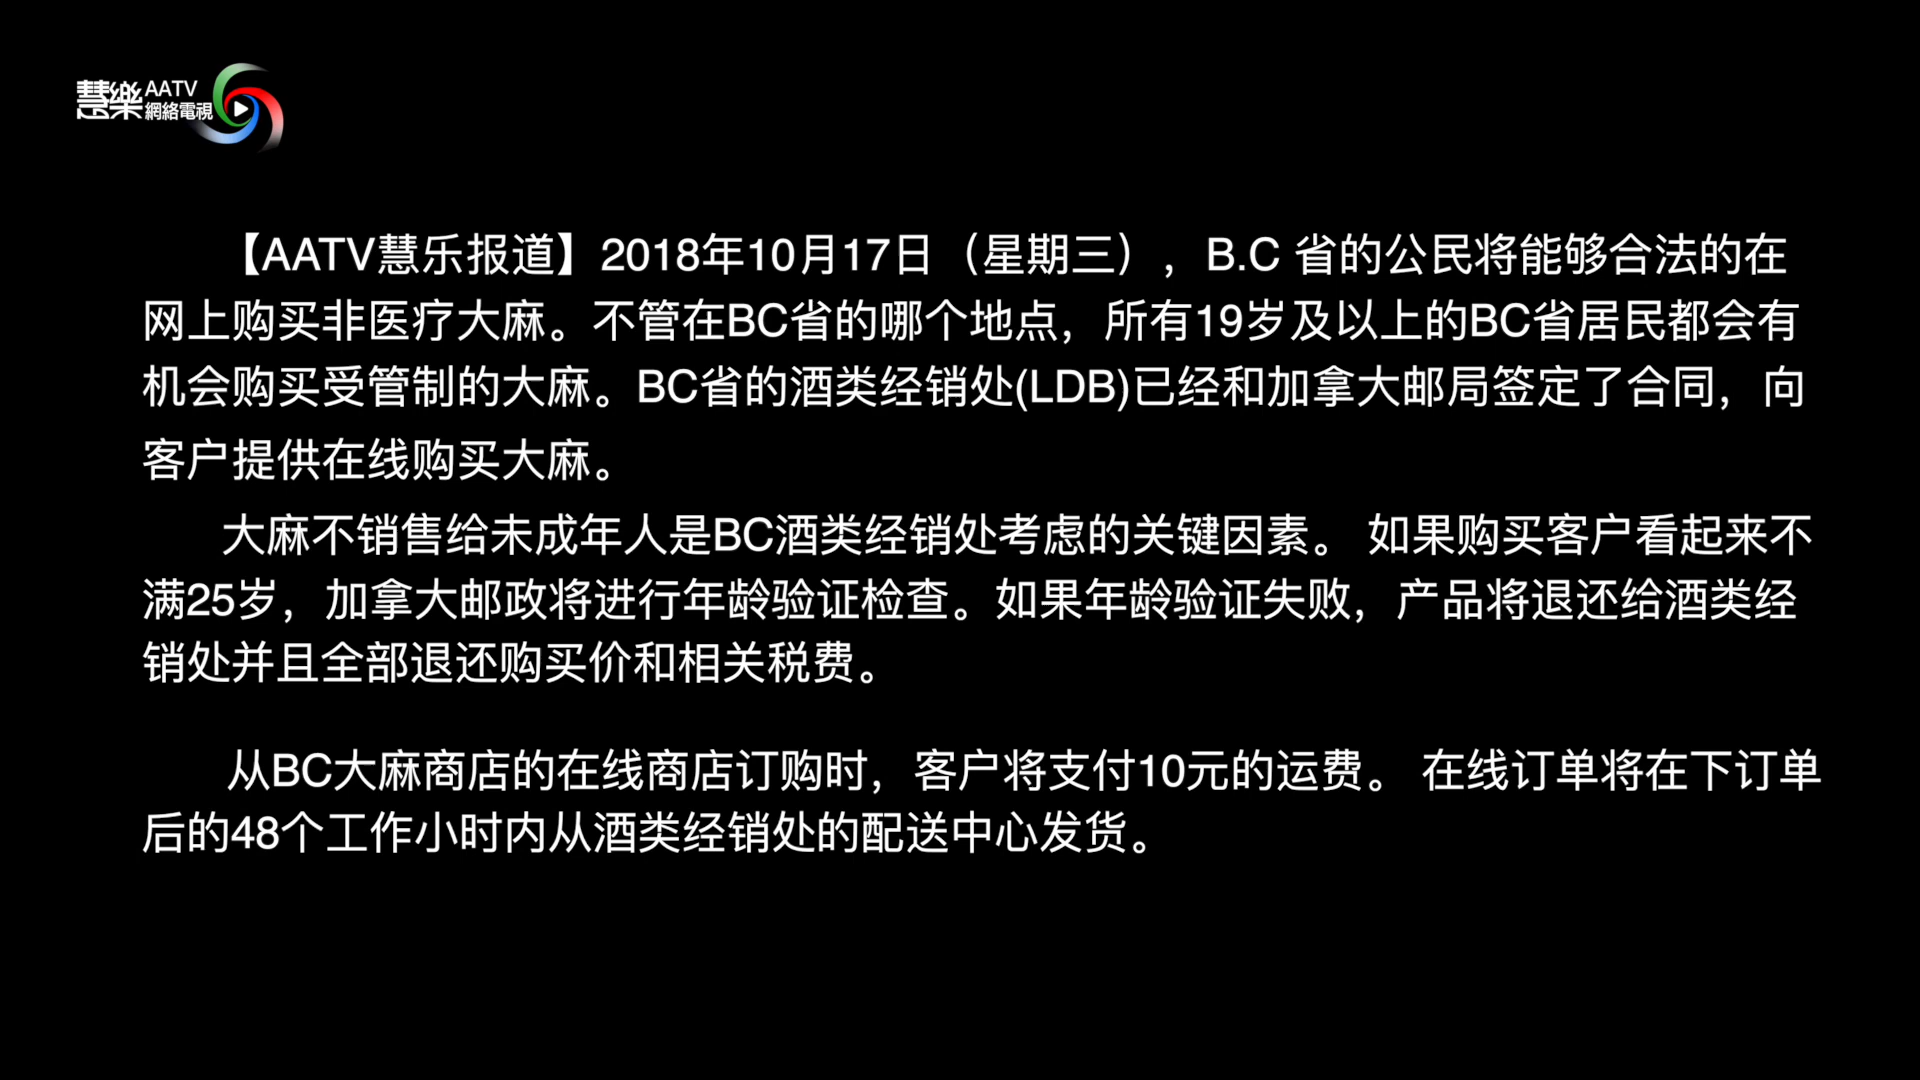 慧樂 AATV
網絡電視
【AATV慧乐报道】2018年10月17日（星期三），B.C 省的公民将能够合法的在
网上购买非医疗大麻。不管在BC省的哪个地点，所有19岁及以上的BC省居民都会有
机会购买受管制的大麻。BC省的酒类经销处(LDB)已经和加拿大邮局签定了合同，向
客户提供在线购买大麻。
大麻不销售给未成年人是BC酒类经销处考虑的关键因素。 如果购买客户看起来不
满25岁，加拿大邮政将进行年龄验证检查。如果年龄验证失败，产品将退还给酒类经
销处并且全部退还购买价和相关税费。
从BC大麻商店的在线商店订购时，客户将支付10元的运费。 在线订单将在下订单
后的48个工作小时内从酒类经销处的配送中心发货。